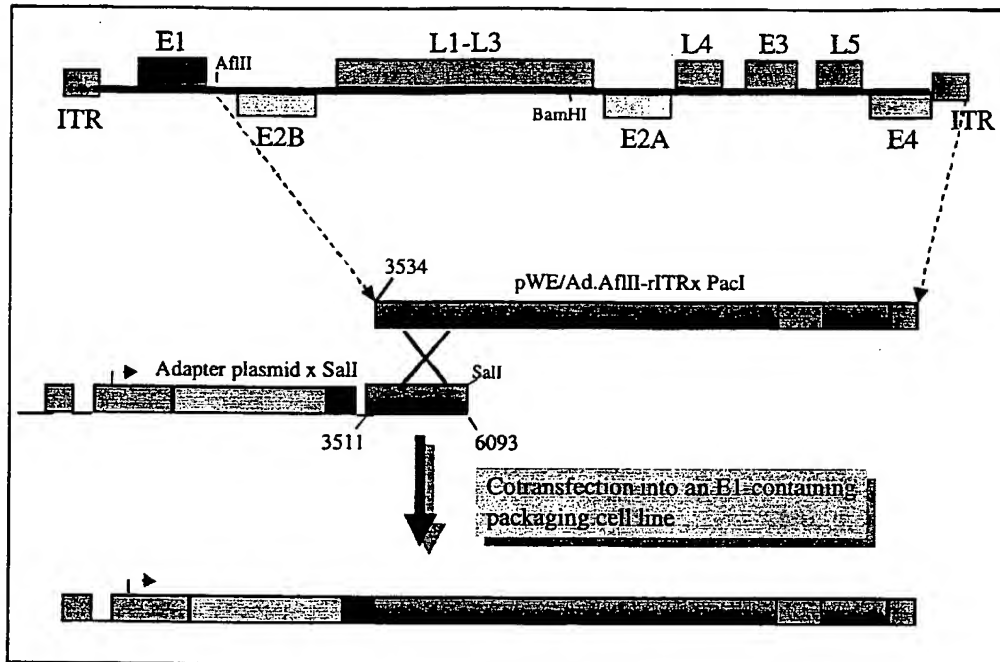 E1
L1-L3
L4
E3
L5
AflII
ITR
E2B
BamHI
E2A
E4
ITR
3534
pWE/Ad.AflII-rITRx PacI
Adapter plasmid x SalI
SalI
3511
6093
Cotransfection into an E1-containing
packaging cell line